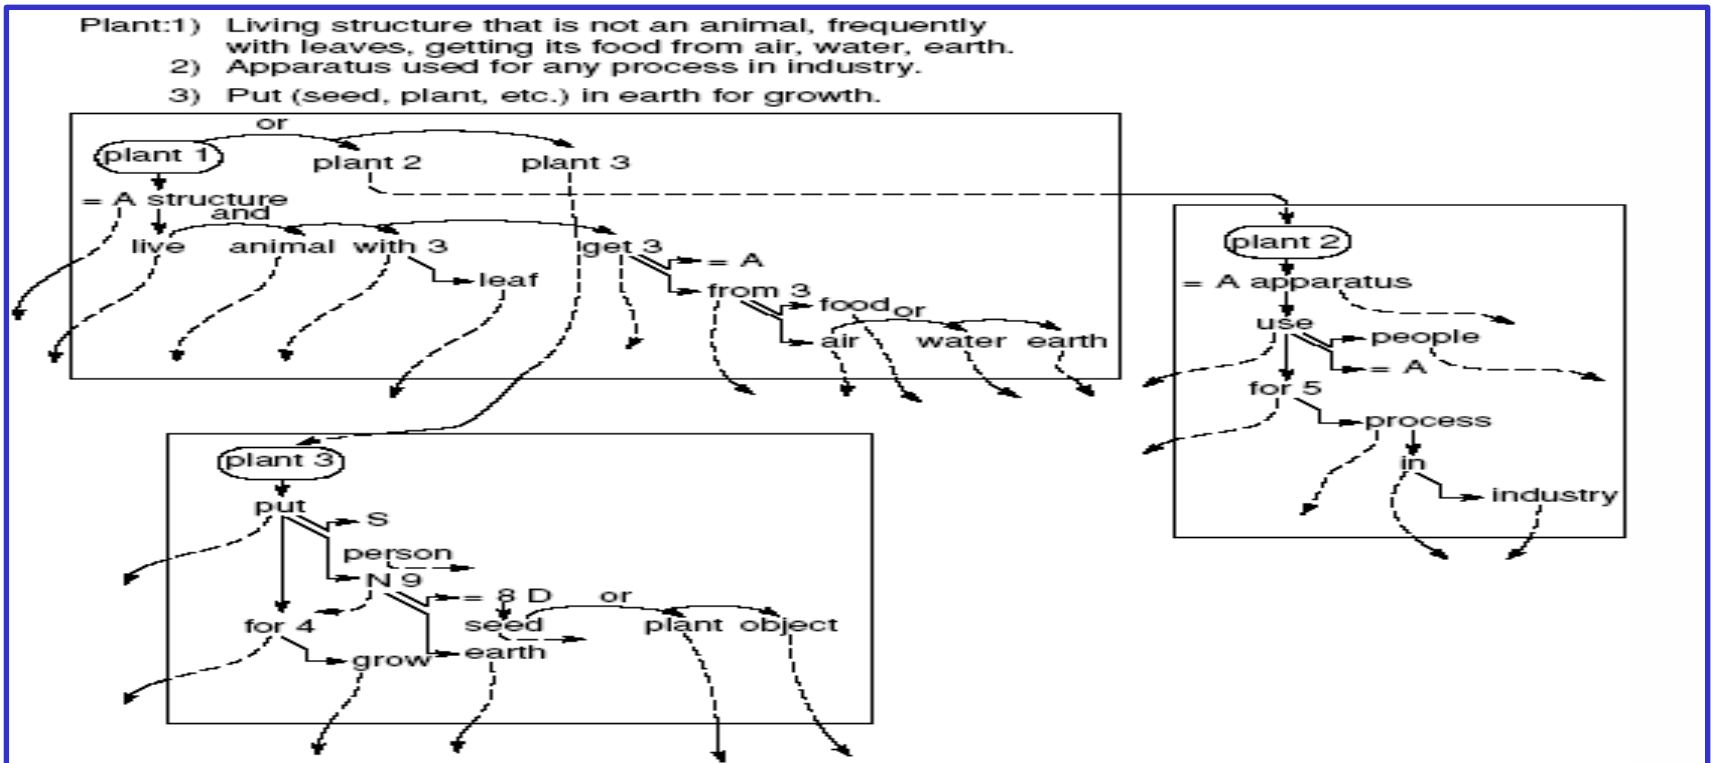 Plant:1) Living structure that is not an animal, frequently
with leaves, getting its food from air, water, earth.
2) Apparatus used for any process in industry.
3) Put (seed, plant, etc.) in earth for growth.
or
plant 1 plant 2 plant 3
= A structure
and
live animal with 3 get 3
= A
leaf
from 3
food or
air water earth
plant 2
= A apparatus
use
people
= A
for 5
process
in
industry
plant 3
put
S
person
N 9
= 8 D or
for 4 seed plant object
grow earth